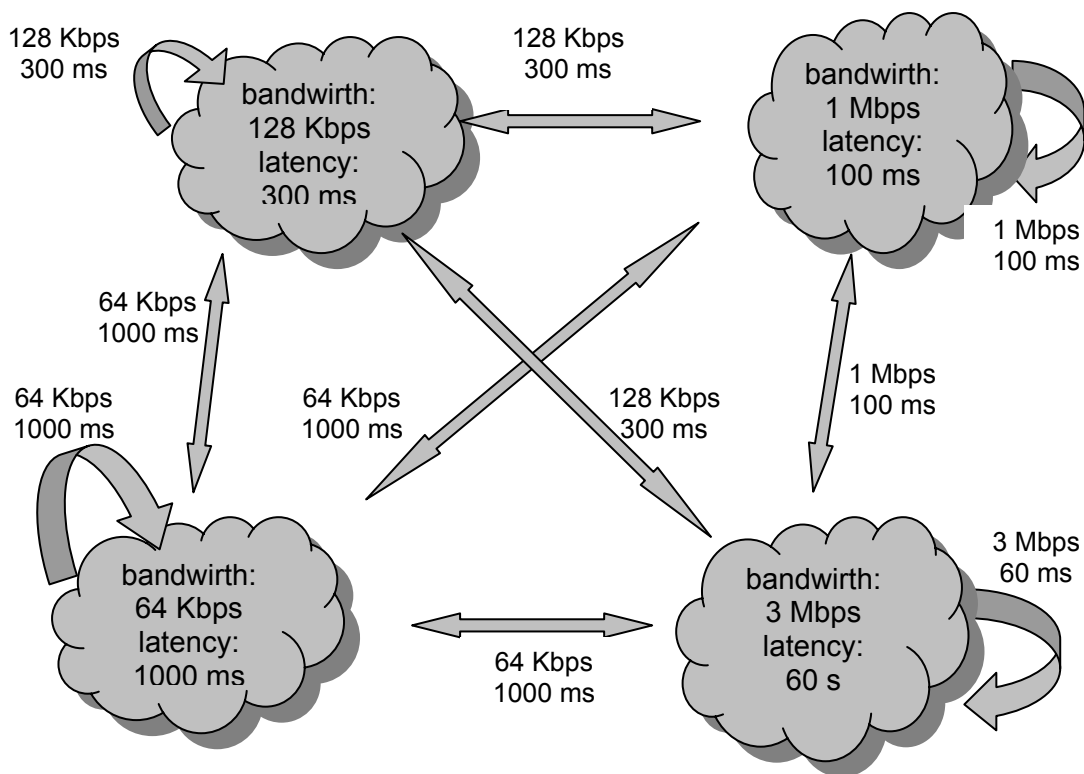 128 Kbps
300 ms
bandwirth:
128 Kbps
latency:
300 ms
128 Kbps
300 ms
bandwirth:
1 Mbps
latency:
100 ms
1 Mbps
100 ms
64 Kbps
1000 ms
64 Kbps
1000 ms
64 Kbps
1000 ms
128 Kbps
300 ms
1 Mbps
100 ms
bandwirth:
64 Kbps
latency:
1000 ms
64 Kbps
1000 ms
bandwirth:
3 Mbps
latency:
60 s
3 Mbps
60 ms